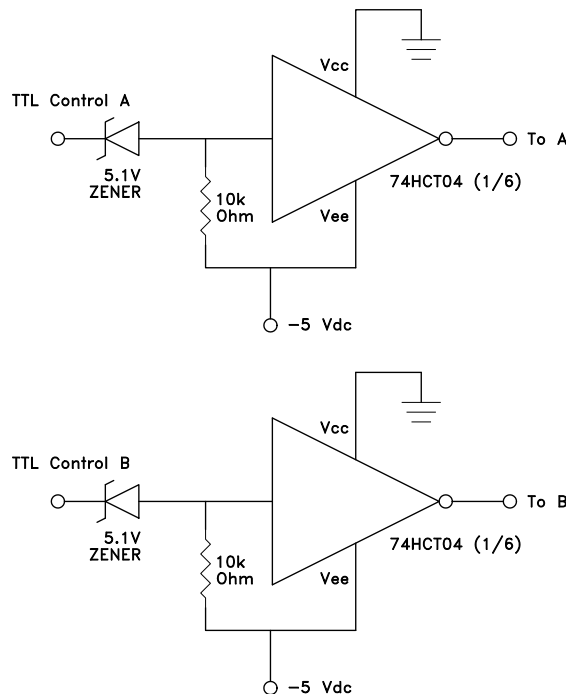 Vcc
TTL Control A
To A
5.1V
ZENER
74HCT04 (1/6)
10k
Ohm
Vee
-5 Vdc
Vcc
TTL Control B
To B
5.1V
ZENER
74HCT04 (1/6)
10k
Ohm
Vee
-5 Vdc